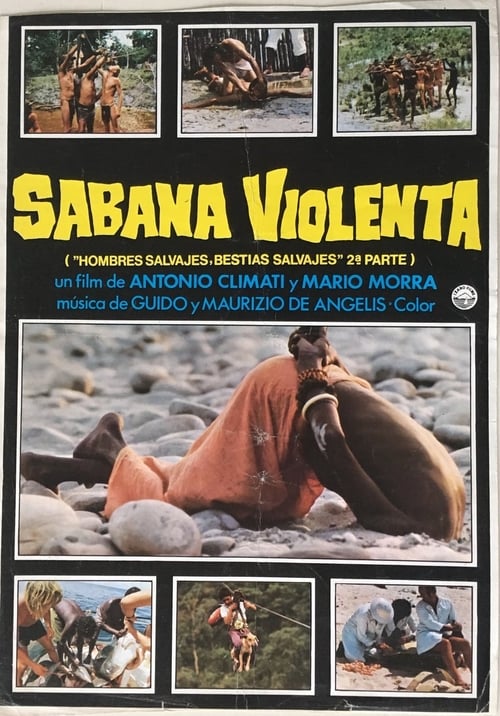 SABANA VIOLENTA
("HOMBRES SALVAJES, BESTIAS SALVAJES" 2ª PARTE)
un film de ANTONIO CLIMATI y MARIO MORRA
música de GUIDO y MAURIZIO DE ANGELIS · Color